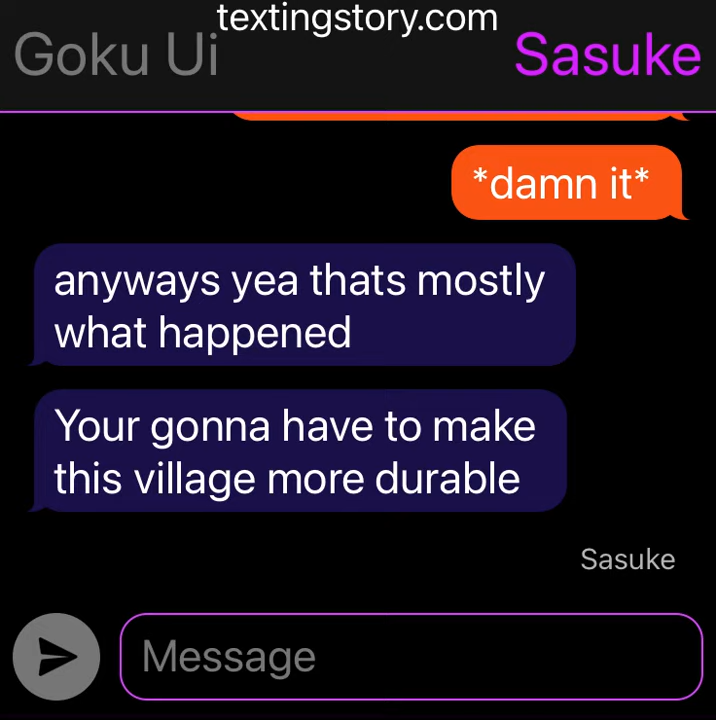 textingstory.com
Goku Ui
Sasuke
*damn it*
anyways yea thats mostly
what happened
Your gonna have to make
this village more durable
Sasuke
Message